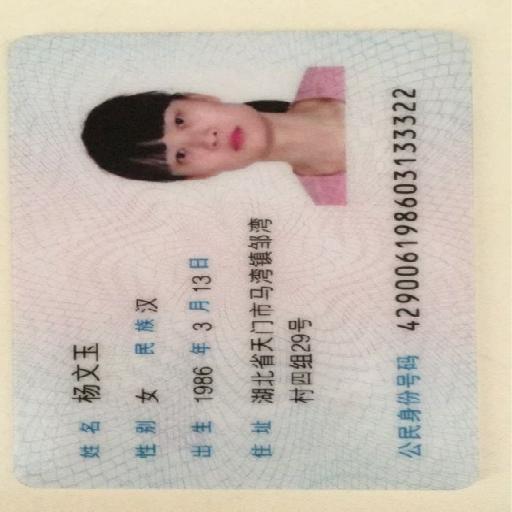 姓名 杨文玉
性别 女 民族 汉
出生 1986 年 3 月 13 日
住址 湖北省天门市马湾镇邹湾
村四组29号
公民身份号码 429006198603133322